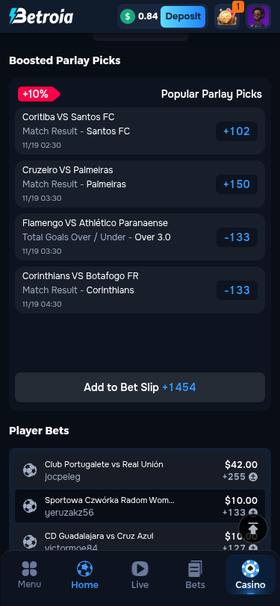 Betroia
$ 0.84 Deposit
1
Boosted Parlay Picks
+10% Popular Parlay Picks
Coritiba VS Santos FC
Match Result - Santos FC
+102
11/19 02:30
Cruzeiro VS Palmeiras
Match Result - Palmeiras
+150
11/19 03:30
Flamengo VS Athlético Paranaense
Total Goals Over / Under - Over 3.0
-133
11/19 03:30
Corinthians VS Botafogo FR
Match Result - Corinthians
-133
11/19 04:30
Add to Bet Slip +1454
Player Bets
Club Portugalete vs Real Unión $42.00
jocpeleg +255
Sportowa Czwórka Radom Wom... $10.00
yeruzakz56 +133
CD Guadalajara vs Cruz Azul
victormoe84 +127
Menu Home Live Bets Casino